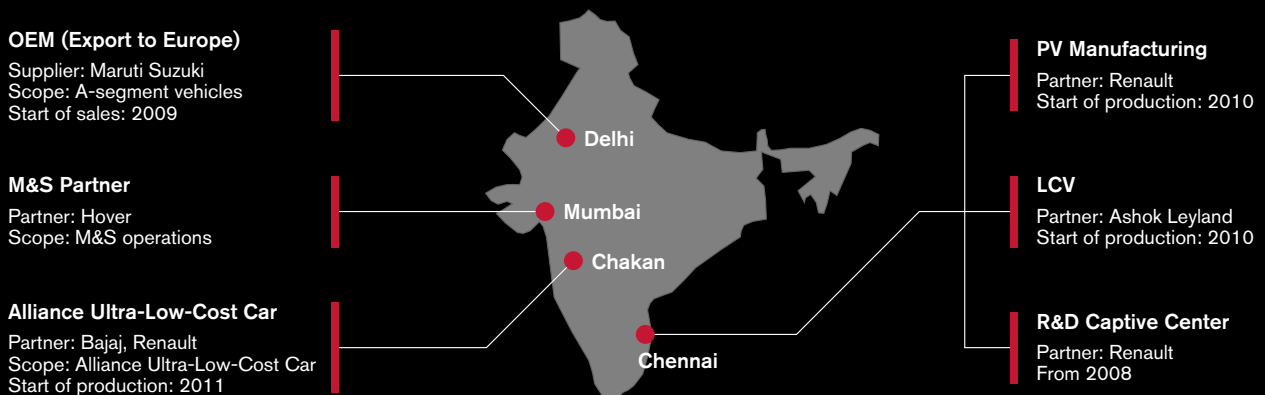 OEM (Export to Europe)
Supplier: Maruti Suzuki
Scope: A-segment vehicles
Start of sales: 2009
M&S Partner
Partner: Hover
Scope: M&S operations
Alliance Ultra-Low-Cost Car
Partner: Bajaj, Renault
Scope: Alliance Ultra-Low-Cost Car
Start of production: 2011
Delhi
Mumbai
Chakan
Chennai
PV Manufacturing
Partner: Renault
Start of production: 2010
LCV
Partner: Ashok Leyland
Start of production: 2010
R&D Captive Center
Partner: Renault
From 2008